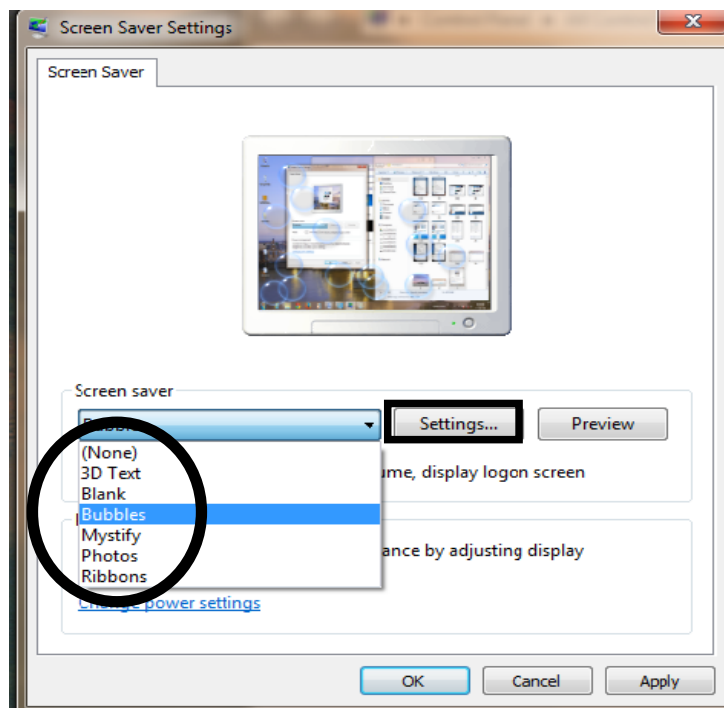 Screen Saver Settings
Screen Saver
Screen saver
Bubbles
Settings...
Preview
(None)
3D Text
Blank
Bubbles
Mystify
Photos
Ribbons
ume, display logon screen
ance by adjusting display
Change power settings
OK
Cancel
Apply